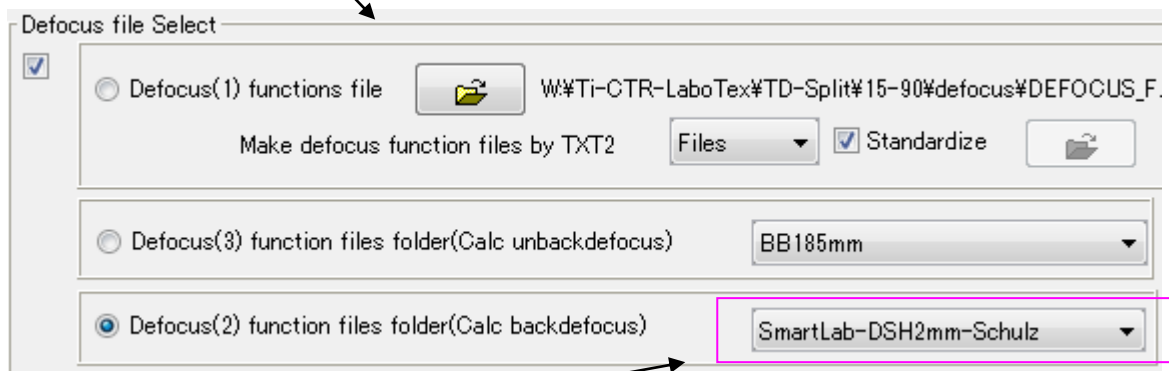 Defocus file Select
Defocus(1) functions file W:¥Ti-CTR-LaboTex¥TD-Split¥15-90¥defocus¥DEFOCUS_F.
Make defocus function files by TXT2 Files Standardize
Defocus(3) function files folder(Calc unbackdefocus) BB185mm
Defocus(2) function files folder(Calc backdefocus) SmartLab-DSH2mm-Schulz